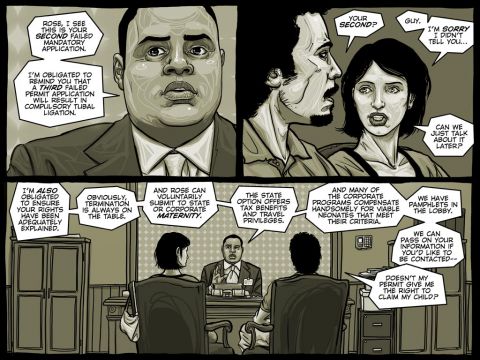 ROSE, I SEE
THIS IS YOUR
SECOND FAILED
MANDATORY
APPLICATION.
I'M OBLIGATED TO
REMIND YOU THAT
A THIRD FAILED
PERMIT APPLICATION
WILL RESULT IN
COMPULSORY TUBAL
LIGATION.
YOUR
SECOND?
GUY,
I'M SORRY
I DIDN'T
TELL YOU...
CAN WE
JUST TALK
ABOUT IT
LATER?
I'M ALSO
OBLIGATED
TO ENSURE
YOUR RIGHTS
HAVE BEEN
ADEQUATELY
EXPLAINED.
OBVIOUSLY,
TERMINATION
IS ALWAYS ON
THE TABLE.
AND ROSE CAN
VOLUNTARILY
SUBMIT TO STATE
OR CORPORATE
MATERNITY.
THE STATE
OPTION OFFERS
TAX BENEFITS
AND TRAVEL
PRIVILEGES.
AND MANY OF
THE CORPORATE
PROGRAMS COMPENSATE
HANDSOMELY FOR VIABLE
NEONATES THAT MEET
THEIR CRITERIA.
WE HAVE
PAMPHLETS IN
THE LOBBY.
WE CAN
PASS ON YOUR
INFORMATION
IF YOU'D LIKE
TO BE
CONTACTED--
DOESN'T MY
PERMIT GIVE ME
THE RIGHT TO
CLAIM MY CHILD?